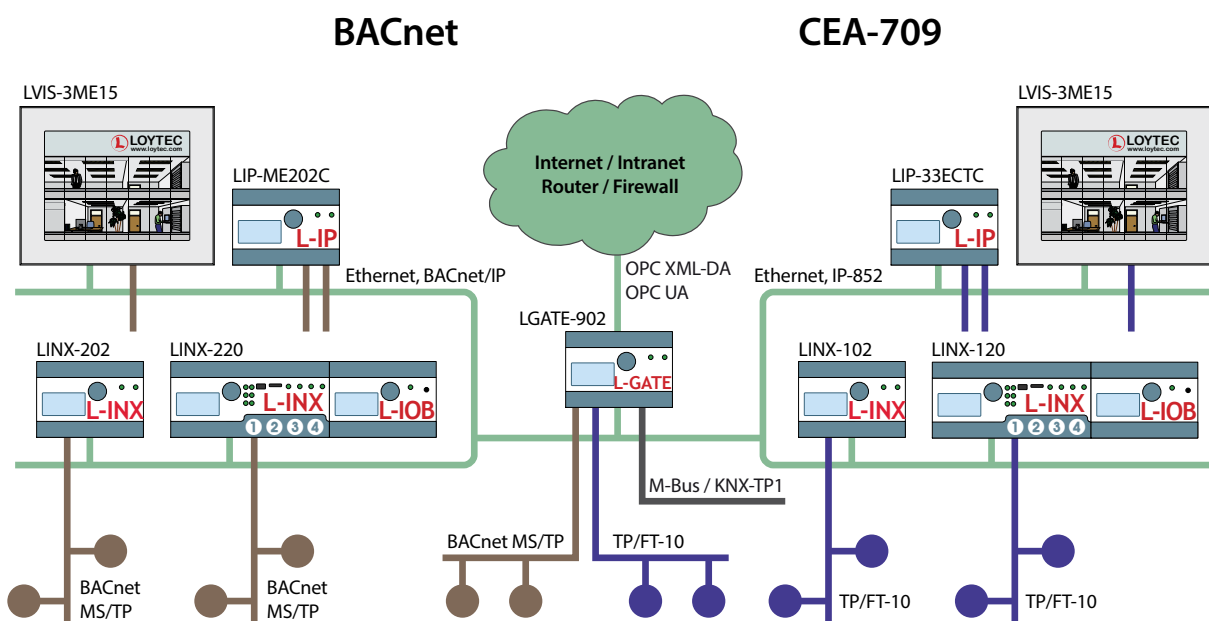 BACnet
CEA-709
LVIS-3ME15
LOYTEC
www.loytec.com
LIP-ME202C
L-IP
Ethernet, BACnet/IP
Internet / Intranet
Router / Firewall
OPC XML-DA
OPC UA
LIP-33ECTC
L-IP
LVIS-3ME15
LOYTEC
www.loytec.com
Ethernet, IP-852
LINX-202
L-INX
LINX-220
L-INX
1 2 3 4
L-IOB
LGATE-902
L-GATE
LINX-102
L-INX
LINX-120
L-INX
1 2 3 4
L-IOB
M-Bus / KNX-TP1
BACnet MS/TP
TP/FT-10
BACnet
MS/TP
BACnet
MS/TP
TP/FT-10
TP/FT-10